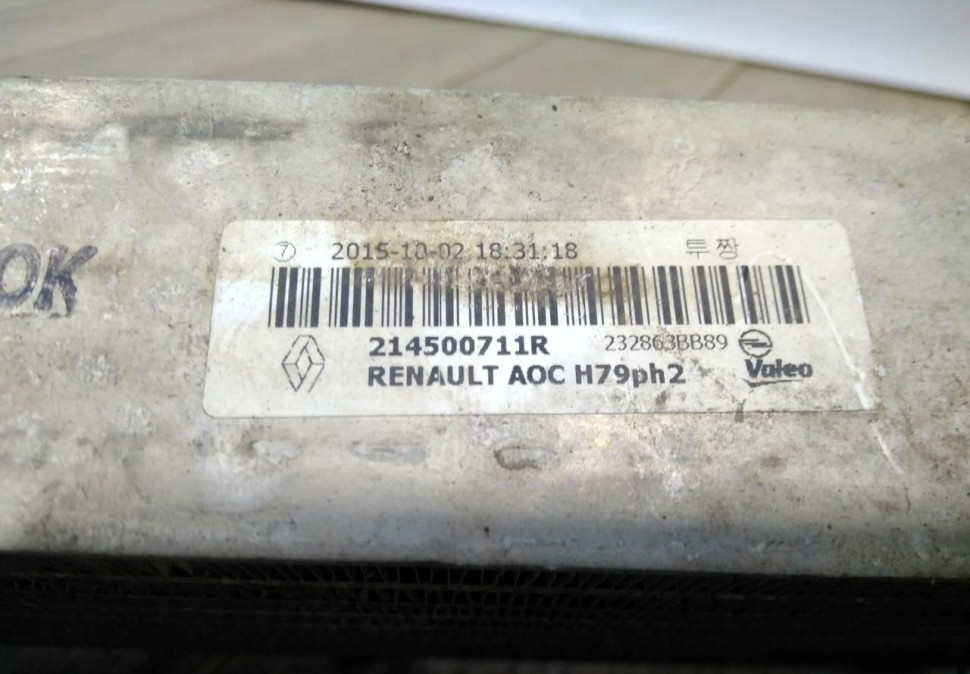 ⑦ 2015-10-02 18:31:18 투짱
OK
214500711R 232863BB89
RENAULT AOC H79ph2 Valeo